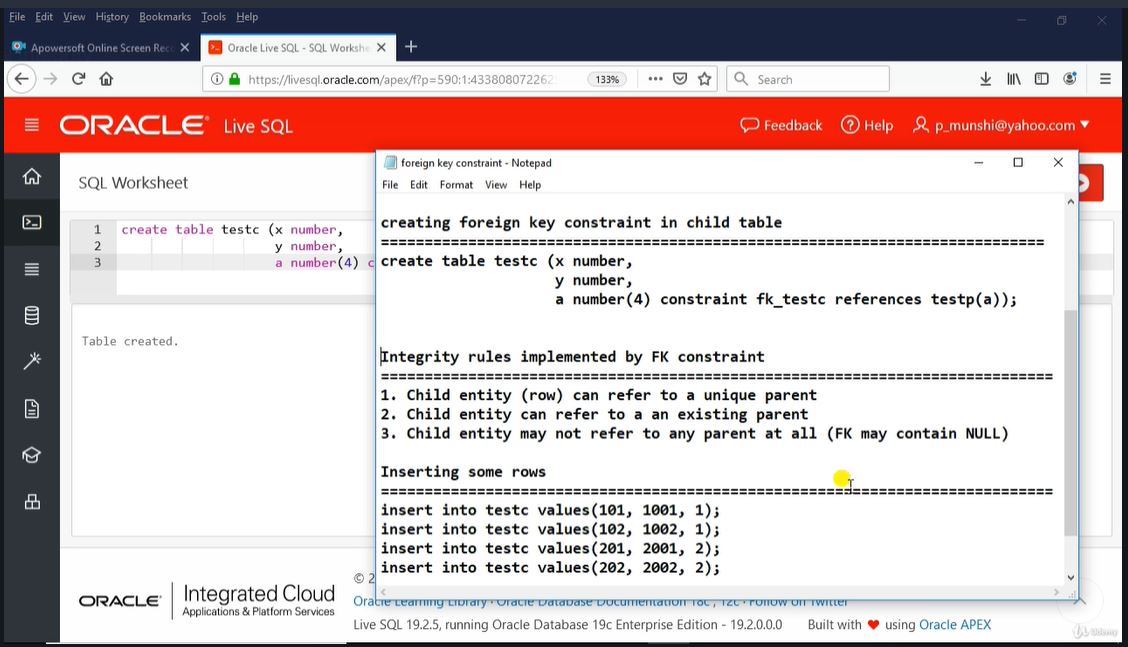 File Edit View History Bookmarks Tools Help
Apowersoft Online Screen Rec
Oracle Live SQL - SQL Workshe
https://livesql.oracle.com/apex/f?p=590:1:433808072262
133%
Search
ORACLE Live SQL
Feedback
Help
p_munshi@yahoo.com
SQL Worksheet
1 create table testc (x number,
2 y number,
3 a number(4) c
Table created.
foreign key constraint - Notepad
File Edit Format View Help
creating foreign key constraint in child table
============================================================================
create table testc (x number,
y number,
a number(4) constraint fk_testc references testp(a));
Integrity rules implemented by FK constraint
=============================================================================
1. Child entity (row) can refer to a unique parent
2. Child entity can refer to a an existing parent
3. Child entity may not refer to any parent at all (FK may contain NULL)
Inserting some rows
=============================================================================
insert into testc values(101, 1001, 1);
insert into testc values(102, 1002, 1);
insert into testc values(201, 2001, 2);
insert into testc values(202, 2002, 2);
ORACLE Integrated Cloud
Applications & Platform Services
© 2
Oracle Learning Library · Oracle Database Documentation 18c , 12c · Follow on Twitter
Live SQL 19.2.5, running Oracle Database 19c Enterprise Edition - 19.2.0.0.0 Built with ❤ using Oracle APEX
Udemy